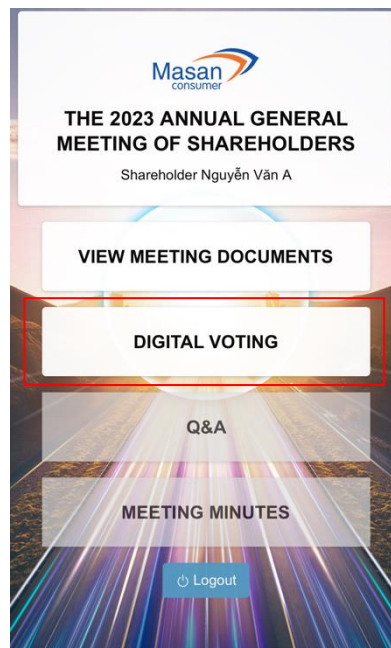 Masan
consumer
THE 2023 ANNUAL GENERAL
MEETING OF SHAREHOLDERS
Shareholder Nguyễn Văn A
VIEW MEETING DOCUMENTS
DIGITAL VOTING
Q&A
MEETING MINUTES
Logout